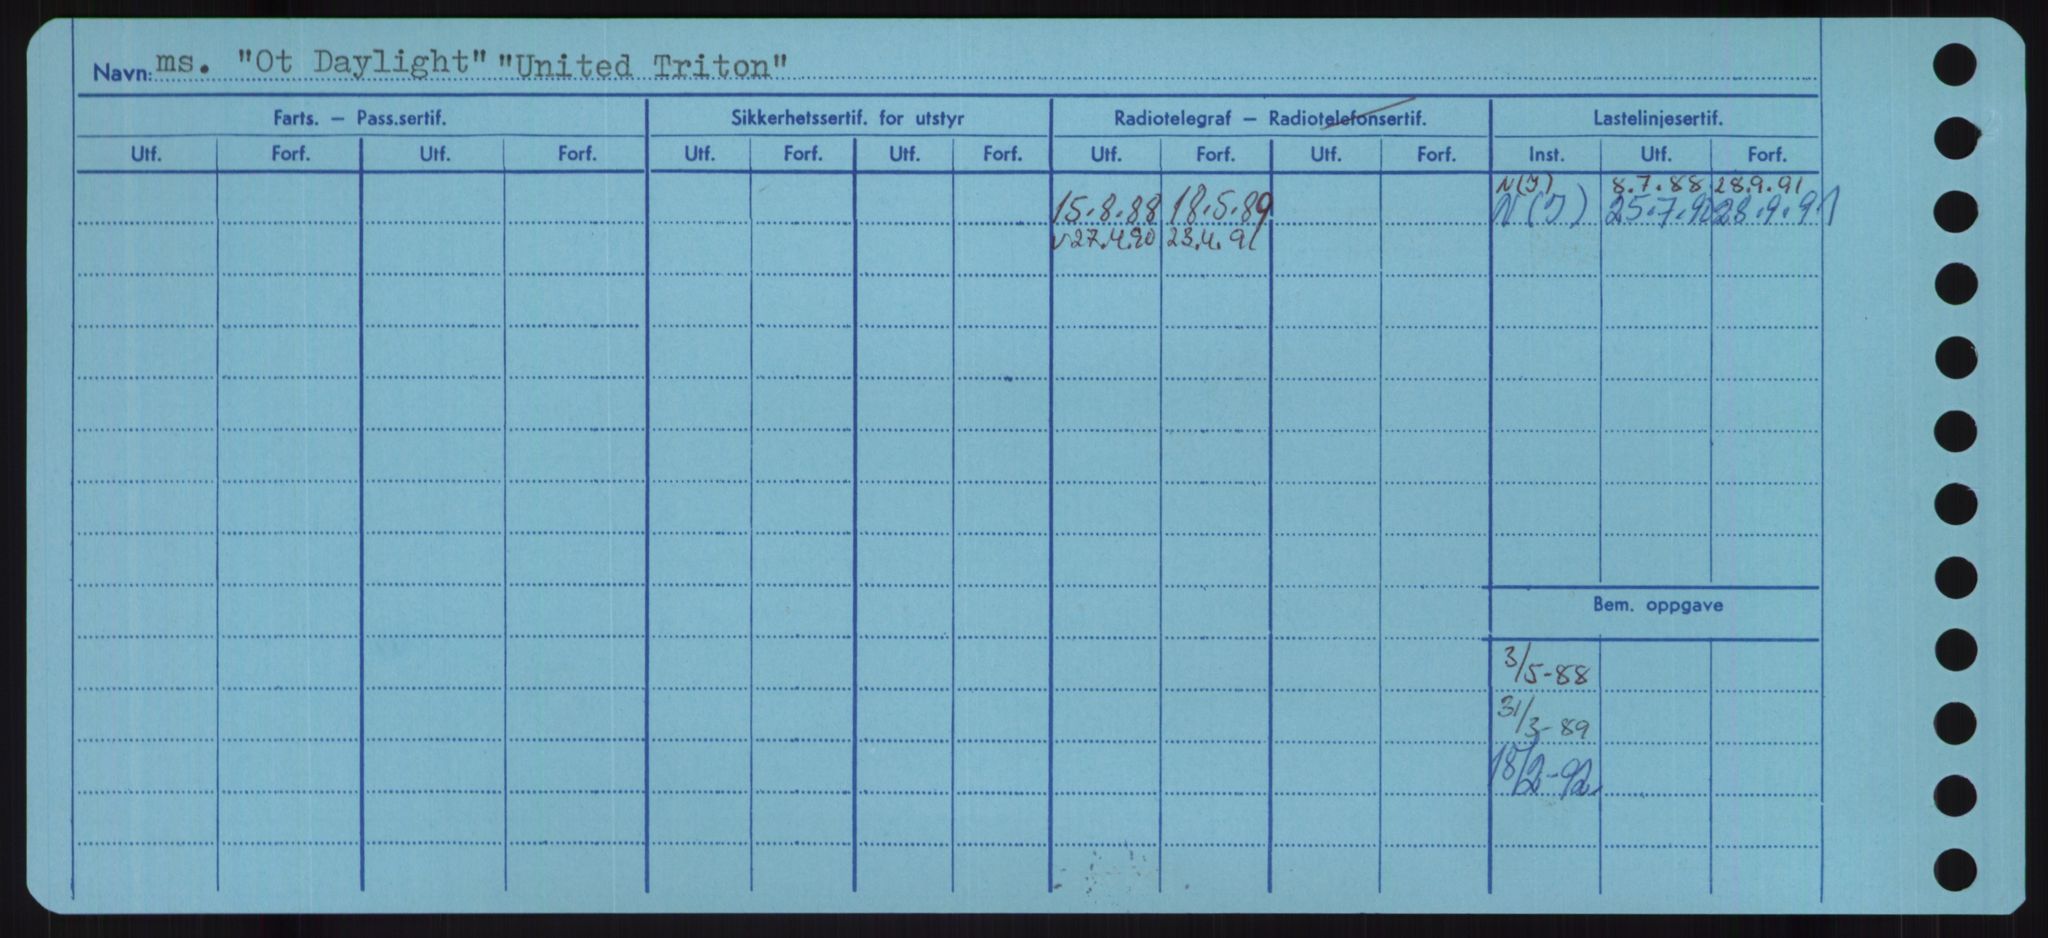 Navn: ms. "Ot Daylight" "United Triton"
Farts. — Pass.sertif. Sikkerhetssertif. for utstyr Radiotelegraf — Radiotelefonsertif. Lastelinjesertif.
Utf. Forf. Utf. Forf. Utf. Forf. Utf. Forf. Utf. Forf. Utf. Forf. Inst. Utf. Forf.
N(I) 8.7.88 28.9.91
15.8.88 18.5.89 N(I) 25.7.90 28.9.91
v 27.4.90 23.4.91
Bem. oppgave
3/5-88
31/3-89
18/2-92